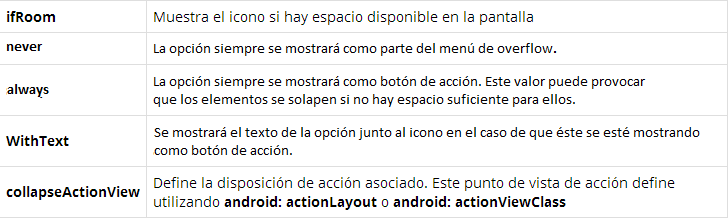 ifRoom Muestra el icono si hay espacio disponible en la pantalla
never La opción siempre se mostrará como parte del menú de overflow.
always La opción siempre se mostrará como botón de acción. Este valor puede provocar
que los elementos se solapen si no hay espacio suficiente para ellos.
WithText Se mostrará el texto de la opción junto al icono en el caso de que éste se esté mostrando
como botón de acción.
collapseActionView Define la disposición de acción asociado. Este punto de vista de acción define
utilizando android: actionLayout o android: actionViewClass